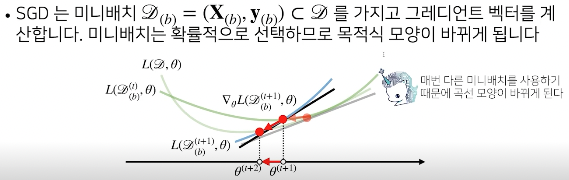 • SGD 는 미니배치 𝒟(b) = (X(b), y(b)) ⊂ 𝒟 를 가지고 그레디언트 벡터를 계
산합니다. 미니배치는 확률적으로 선택하므로 목적식 모양이 바뀌게 됩니다
L(𝒟, θ)
L(𝒟(b)^(t), θ)
∇θL(𝒟(b)^(t+1), θ)
매번 다른 미니배치를 사용하기
때문에 곡선 모양이 바뀌게 된다
L(𝒟(b)^(t+1), θ)
θ^(t+2) θ^(t+1)